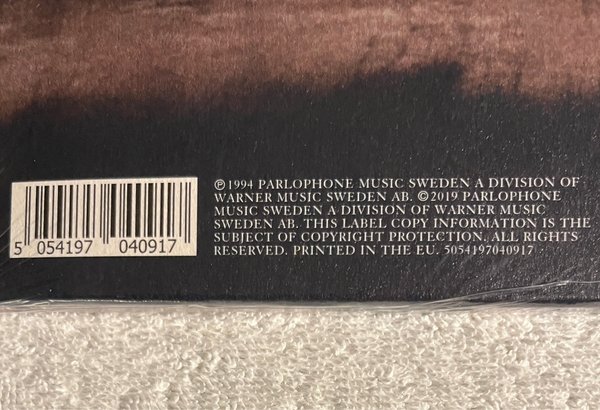 ℗1994 PARLOPHONE MUSIC SWEDEN A DIVISION OF
WARNER MUSIC SWEDEN AB. ©2019 PARLOPHONE
MUSIC SWEDEN A DIVISION OF WARNER MUSIC
SWEDEN AB. THIS LABEL COPY INFORMATION IS THE
SUBJECT OF COPYRIGHT PROTECTION. ALL RIGHTS
RESERVED. PRINTED IN THE EU. 5054197040917
5 054197 040917